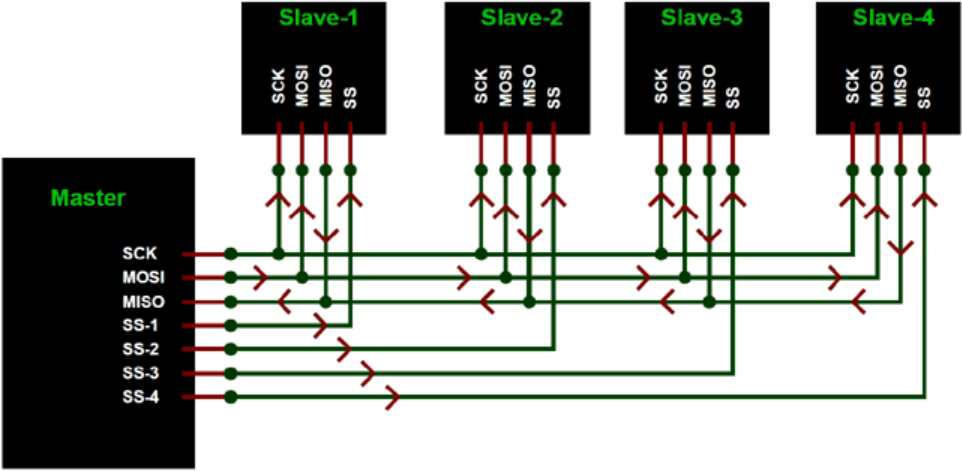 Slave-1
SCK
MOSI
MISO
SS
Slave-2
SCK
MOSI
MISO
SS
Slave-3
SCK
MOSI
MISO
SS
Slave-4
SCK
MOSI
MISO
SS
Master
SCK
MOSI
MISO
SS-1
SS-2
SS-3
SS-4